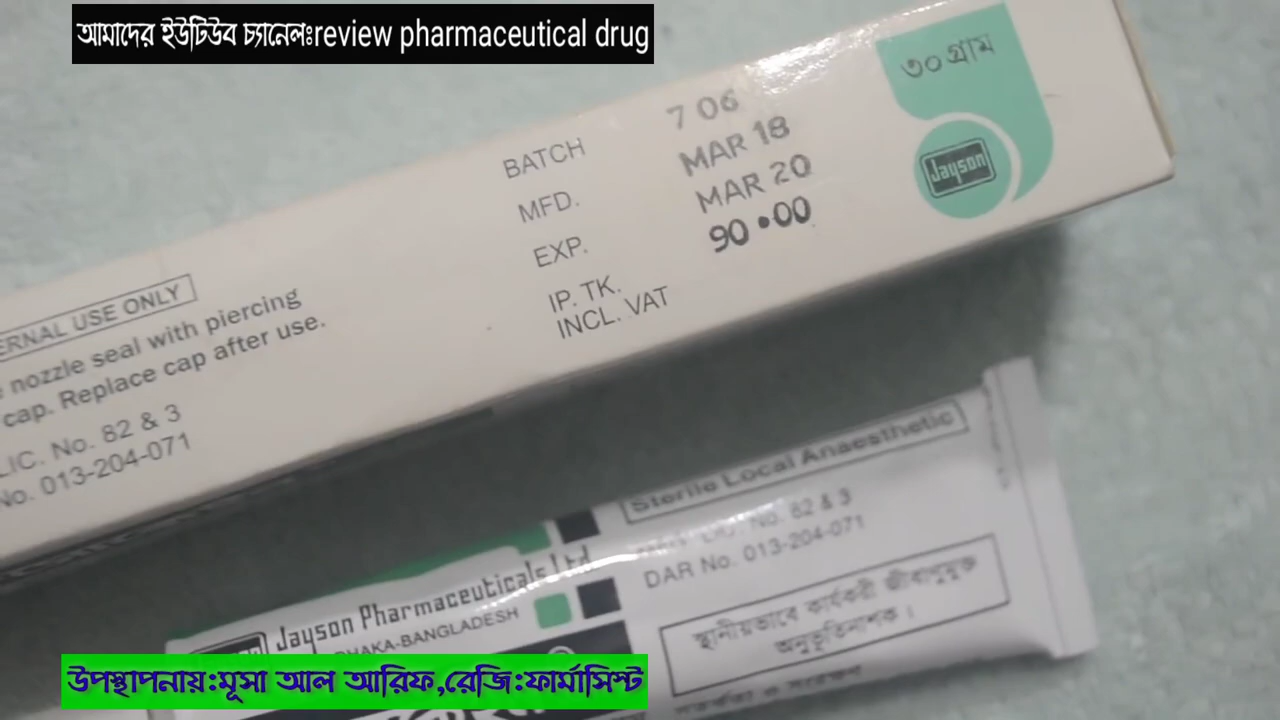 আমাদের ইউটিউব চ্যানেলঃreview pharmaceutical drug
৩০ গ্রাম
Jayson
BATCH 7 06
MFD. MAR 18
EXP. MAR 20
IP. TK. 90.00
INCL. VAT
ERNAL USE ONLY
nozzle seal with piercing
cap. Replace cap after use.
LIC. No. 82 & 3
No. 013-204-071
Sterile Local Anaesthetic
No. 82 & 3
DAR No. 013-204-071
স্থানীয়ভাবে কার্যকরী জীবাণুমুক্ত
অনুভূতিনাশক।
Jayson Pharmaceuticals Ltd
DHAKA-BANGLADESH
উপস্থাপনায়:মূসা আল আরিফ,রেজি:ফার্মাসিস্ট